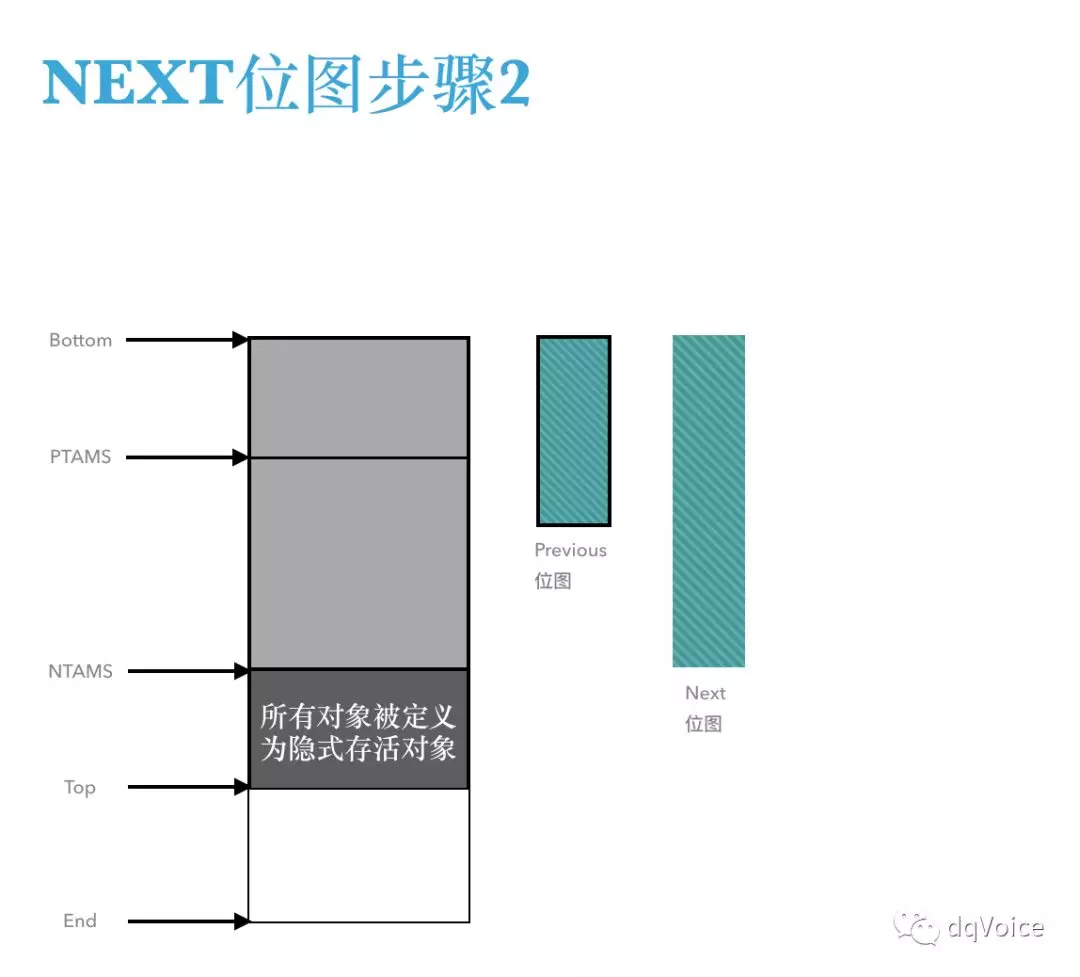 NEXT位图步骤2
Bottom
PTAMS
Previous
位图
NTAMS
所有对象被定义
为隐式存活对象
Next
位图
Top
End
dqVoice